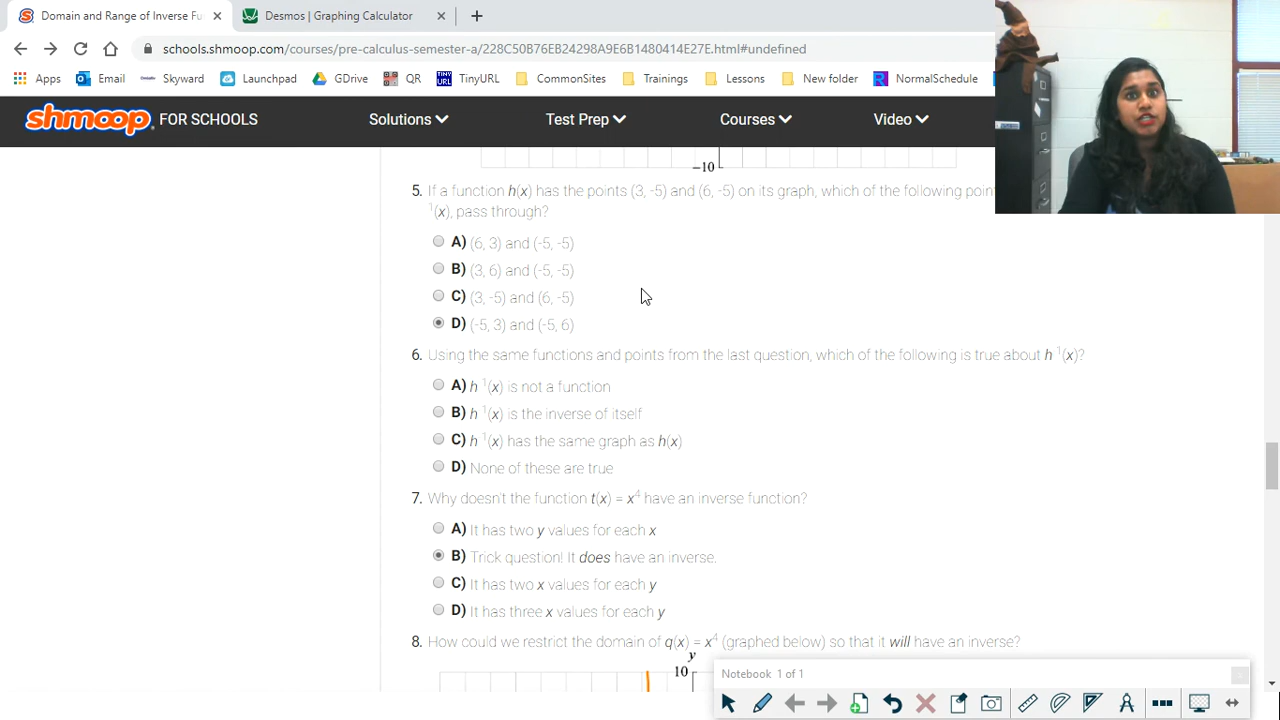 Domain and Range of Inverse Fu
Desmos | Graphing Calculator
schools.shmoop.com/courses/pre-calculus-semester-a/228C50B76EB24298A9E6B1480414E27E.html#undefined
Apps Email Skyward Launchpad GDrive QR TinyURL CommonSites Trainings Lessons New folder NormalSchedule
shmoop FOR SCHOOLS Solutions Test Prep Courses Video
-10
5. If a function h(x) has the points (3, -5) and (6, -5) on its graph, which of the following poin
¹(x), pass through?
A) (6, 3) and (-5, -5)
B) (3, 6) and (-5, -5)
C) (3, -5) and (6, -5)
D) (-5, 3) and (-5, 6)
6. Using the same functions and points from the last question, which of the following is true about h ¹(x)?
A) h ¹(x) is not a function
B) h ¹(x) is the inverse of itself
C) h ¹(x) has the same graph as h(x)
D) None of these are true
7. Why doesn't the function t(x) = x⁴ have an inverse function?
A) It has two y values for each x
B) Trick question! It does have an inverse.
C) It has two x values for each y
D) It has three x values for each y
8. How could we restrict the domain of q(x) = x⁴ (graphed below) so that it will have an inverse?
y
10
Notebook 1 of 1